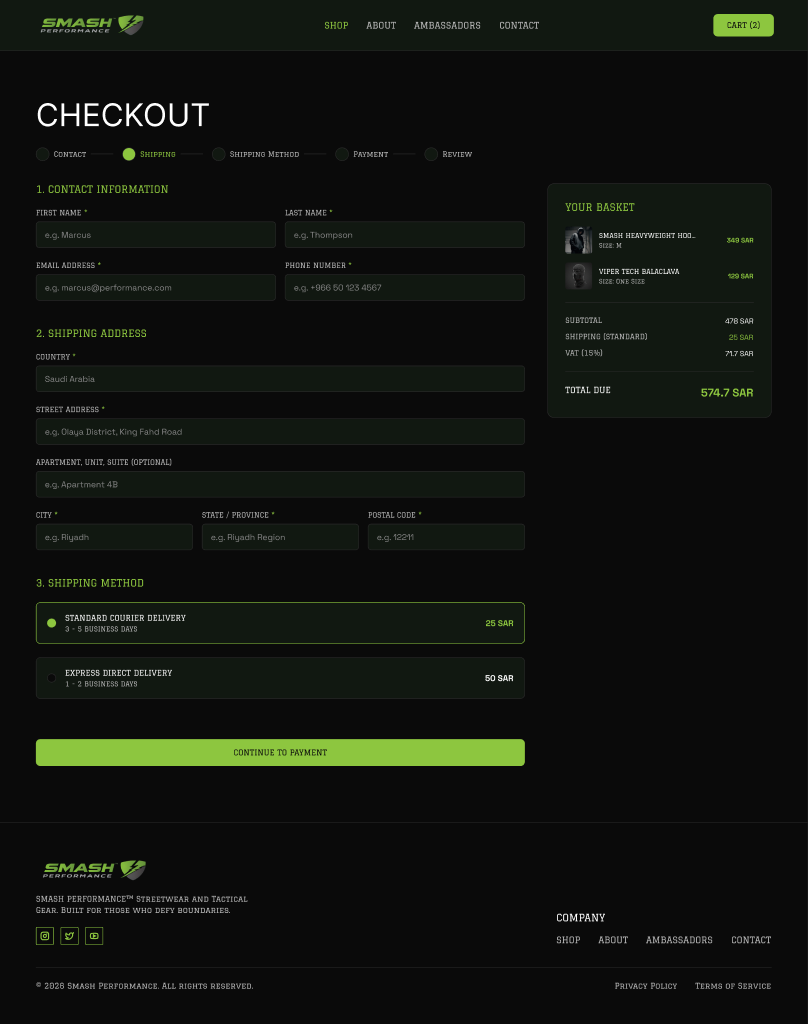 SMASH
PERFORMANCE
SHOP ABOUT AMBASSADORS CONTACT
CART (2)
CHECKOUT
Contact Shipping Shipping Method Payment Review
1. CONTACT INFORMATION
FIRST NAME * LAST NAME *
e.g. Marcus e.g. Thompson
EMAIL ADDRESS * PHONE NUMBER *
e.g. marcus@performance.com e.g. +966 50 123 4567
2. SHIPPING ADDRESS
COUNTRY *
Saudi Arabia
STREET ADDRESS *
e.g. Olaya District, King Fahd Road
APARTMENT, UNIT, SUITE (OPTIONAL)
e.g. Apartment 4B
CITY * STATE / PROVINCE * POSTAL CODE *
e.g. Riyadh e.g. Riyadh Region e.g. 12211
3. SHIPPING METHOD
STANDARD COURIER DELIVERY 25 SAR
3 - 5 BUSINESS DAYS
EXPRESS DIRECT DELIVERY 50 SAR
1 - 2 BUSINESS DAYS
CONTINUE TO PAYMENT
YOUR BASKET
SMASH HEAVYWEIGHT HOO... 349 SAR
Size: M
VIPER TECH BALACLAVA 129 SAR
Size: One Size
SUBTOTAL 478 SAR
SHIPPING (STANDARD) 25 SAR
VAT (15%) 71.7 SAR
TOTAL DUE 574.7 SAR
SMASH
PERFORMANCE
SMASH PERFORMANCE™ Streetwear and Tactical
Gear. Built for those who defy boundaries.
COMPANY
SHOP ABOUT AMBASSADORS CONTACT
© 2026 Smash Performance. All rights reserved.
Privacy Policy Terms of Service